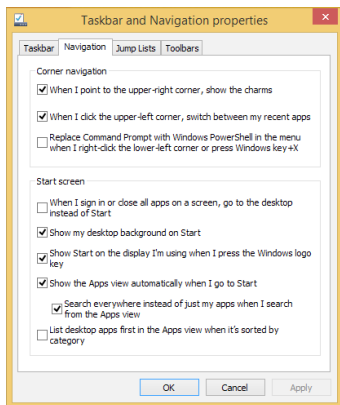 Taskbar and Navigation properties
Taskbar Navigation Jump Lists Toolbars
Corner navigation
When I point to the upper-right corner, show the charms
When I click the upper-left corner, switch between my recent apps
Replace Command Prompt with Windows PowerShell in the menu
when I right-click the lower-left corner or press Windows key+X
Start screen
When I sign in or close all apps on a screen, go to the desktop
instead of Start
Show my desktop background on Start
Show Start on the display I'm using when I press the Windows logo
key
Show the Apps view automatically when I go to Start
Search everywhere instead of just my apps when I search
from the Apps view
List desktop apps first in the Apps view when it's sorted by
category
OK Cancel Apply